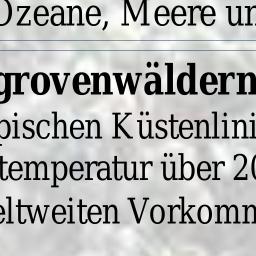 Ozeane, Meere un
grovenwäldern
pischen Küstenlini
temperatur über 20
eltweiten Vorkomm